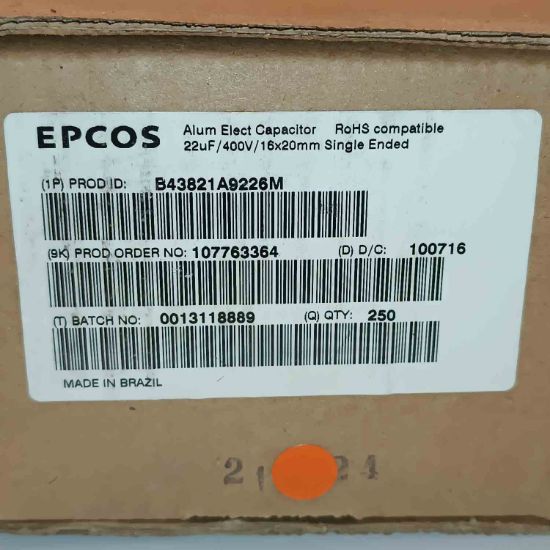 EPCOS Alum Elect Capacitor RoHS compatible
22uF/400V/16x20mm Single Ended
(1P) PROD ID: B43821A9226M
(9K) PROD ORDER NO: 107763364 (D) D/C: 100716
(T) BATCH NO: 0013118889 (Q) QTY: 250
MADE IN BRAZIL